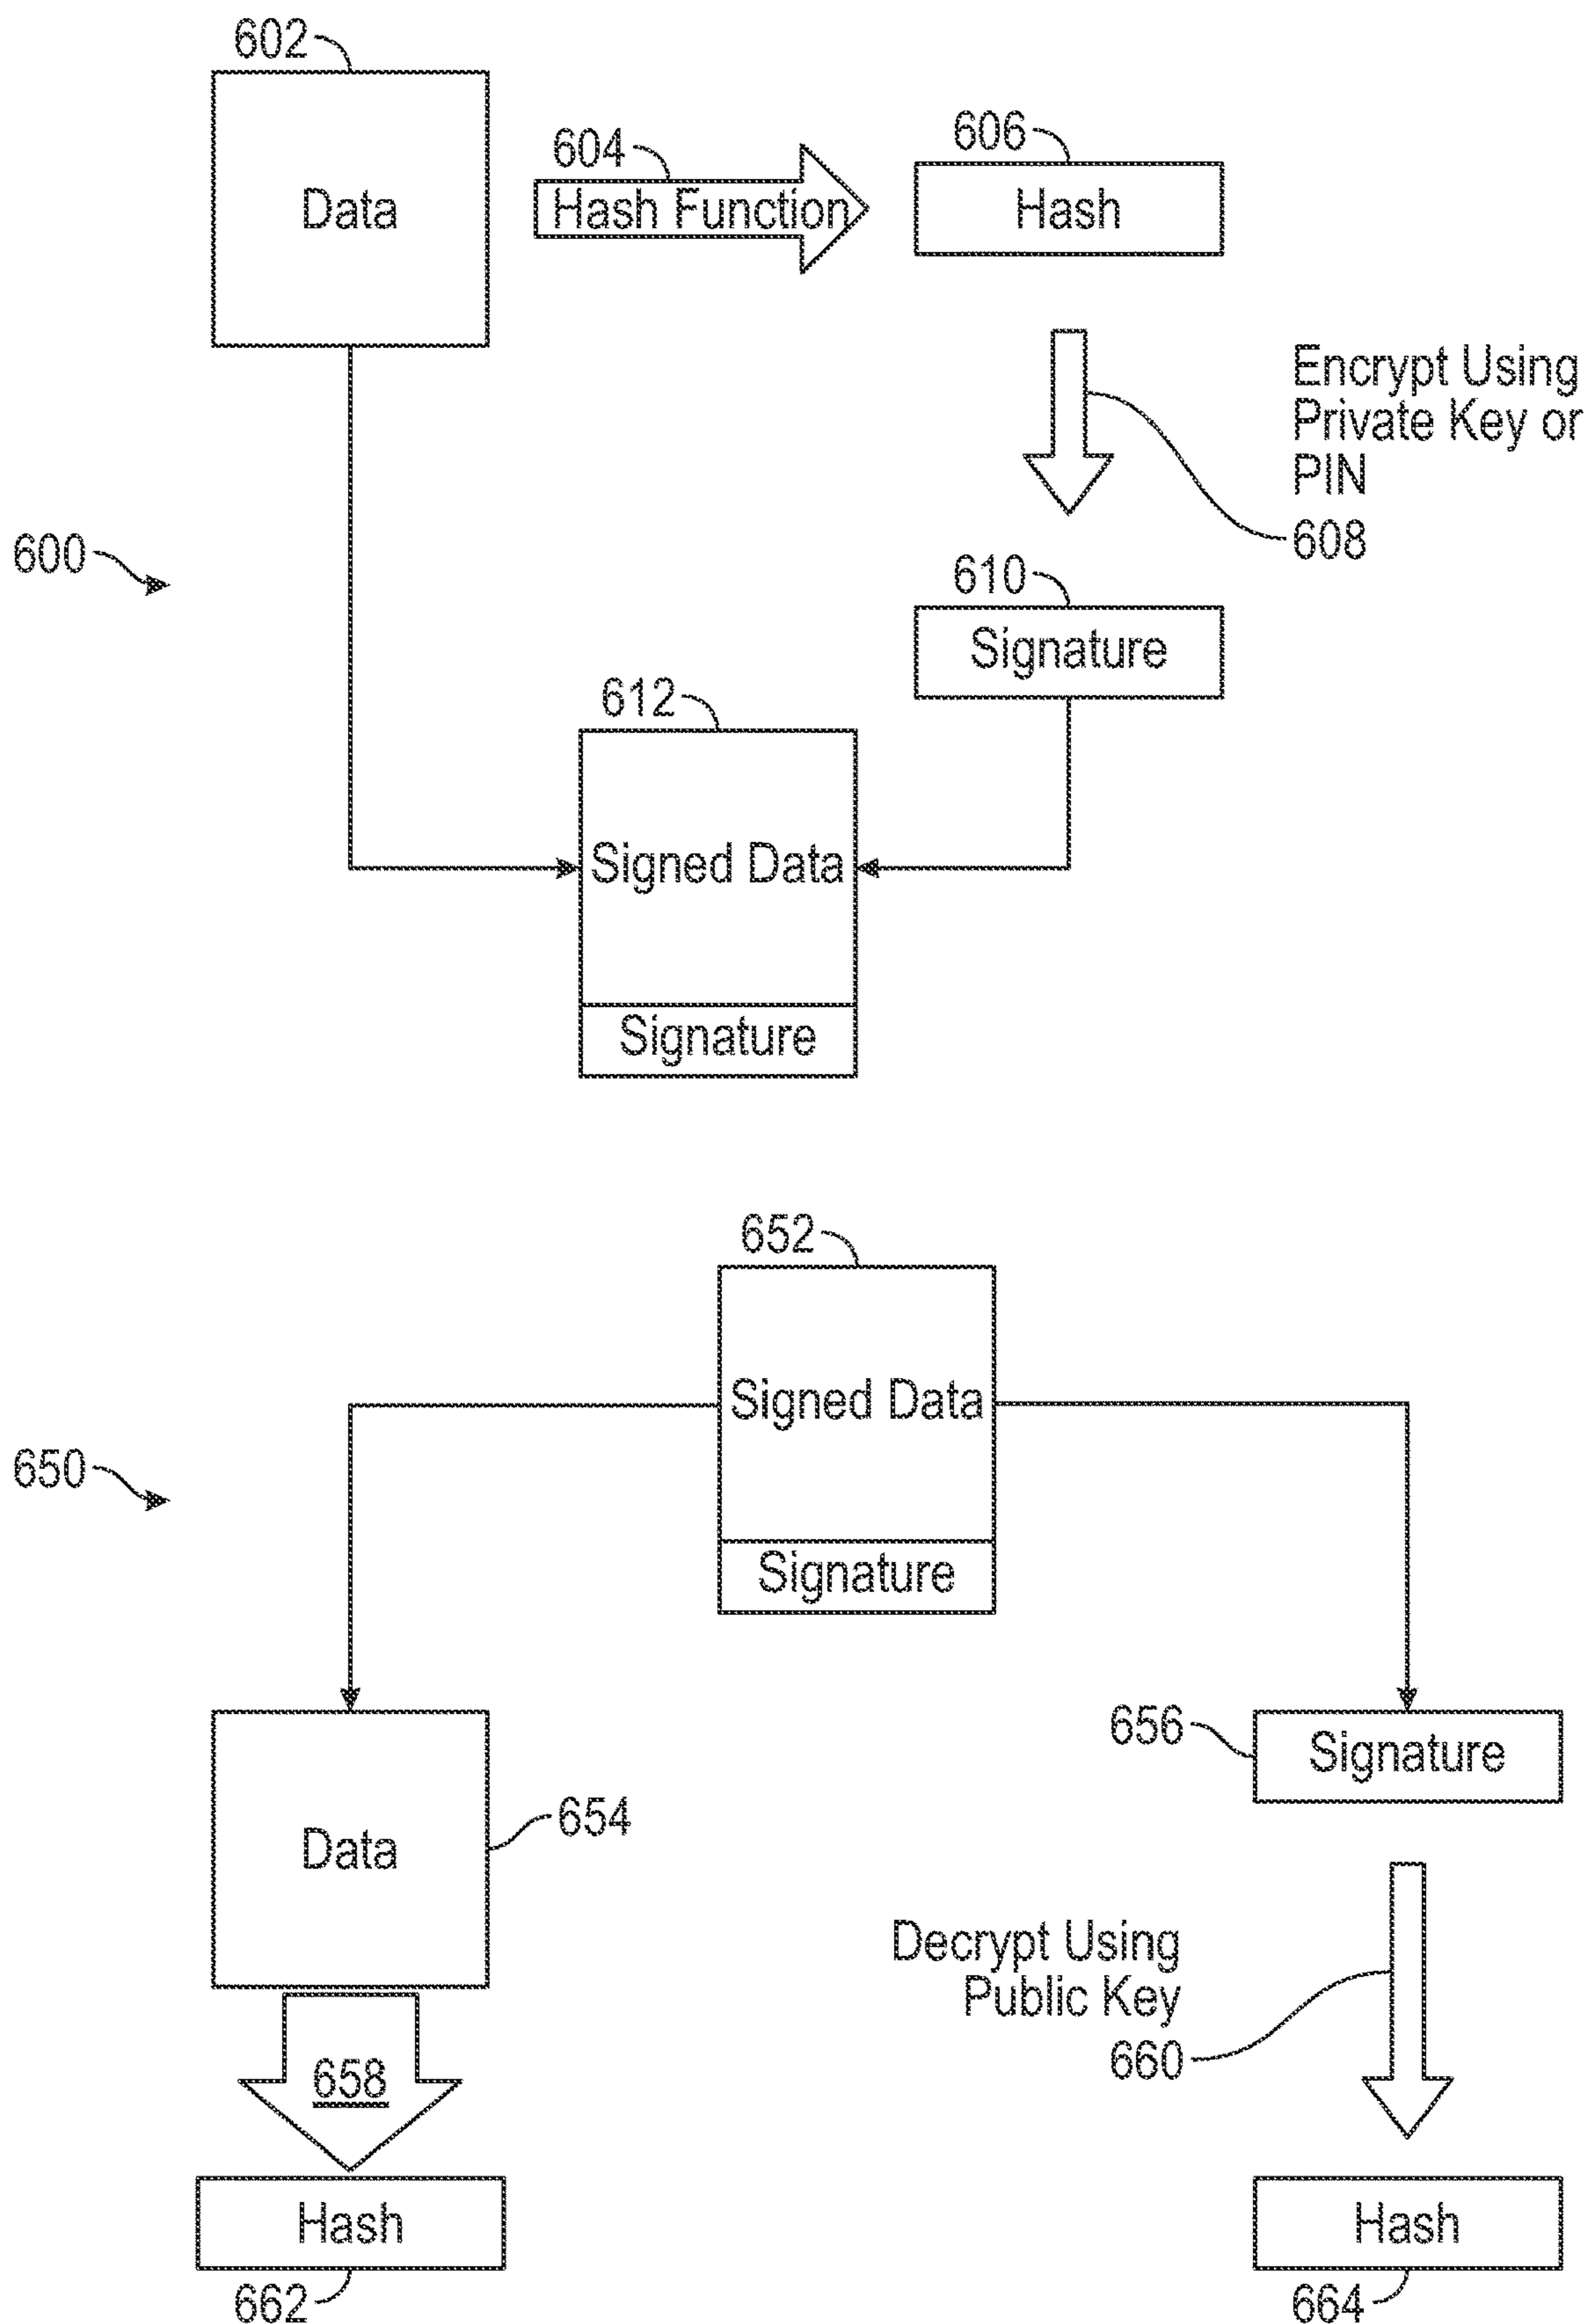 602
Data
604
Hash Function
606
Hash
Encrypt Using
Private Key or
PIN
608
600
610
Signature
612
Signed Data
Signature
652
Signed Data
Signature
650
Data
654
656
Signature
Decrypt Using
Public Key
660
658
Hash
662
Hash
664